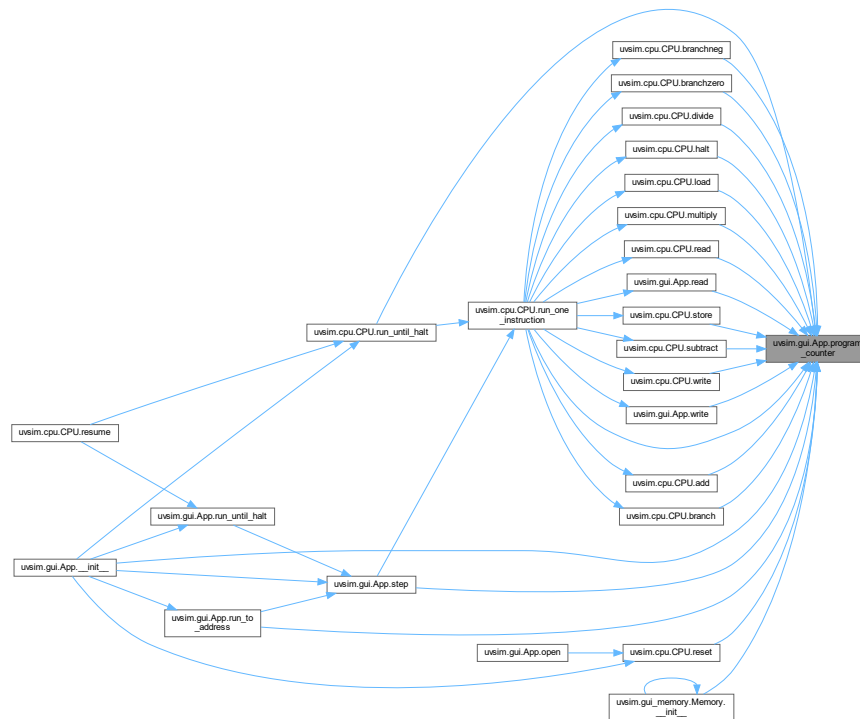 uvsim.cpu.CPU.branchneg
uvsim.cpu.CPU.branchzero
uvsim.cpu.CPU.divide
uvsim.cpu.CPU.halt
uvsim.cpu.CPU.load
uvsim.cpu.CPU.multiply
uvsim.cpu.CPU.read
uvsim.gui.App.read
uvsim.cpu.CPU.run_one
_instruction
uvsim.cpu.CPU.store
uvsim.cpu.CPU.run_until_halt
uvsim.gui.App.program
_counter
uvsim.cpu.CPU.subtract
uvsim.cpu.CPU.write
uvsim.gui.App.write
uvsim.cpu.CPU.resume
uvsim.cpu.CPU.add
uvsim.gui.App.run_until_halt
uvsim.cpu.CPU.branch
uvsim.gui.App.__init__
uvsim.gui.App.step
uvsim.gui.App.run_to
_address
uvsim.gui.App.open
uvsim.cpu.CPU.reset
uvsim.gui_memory.Memory.
__init__